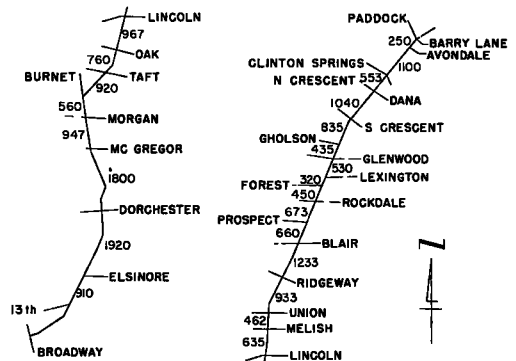 LINCOLN
967
OAK
760
TAFT
BURNET
920
560
MORGAN
947
MC GREGOR
1800
DORCHESTER
1920
ELSINORE
910
13th
BROADWAY
PADDOCK
250
BARRY LANE
AVONDALE
CLINTON SPRINGS
1100
N CRESCENT
553
DANA
1040
S CRESCENT
835
GHOLSON
435
GLENWOOD
530
LEXINGTON
FOREST
320
450
ROCKDALE
673
PROSPECT
660
BLAIR
1233
RIDGEWAY
933
UNION
462
MELISH
635
LINCOLN
N